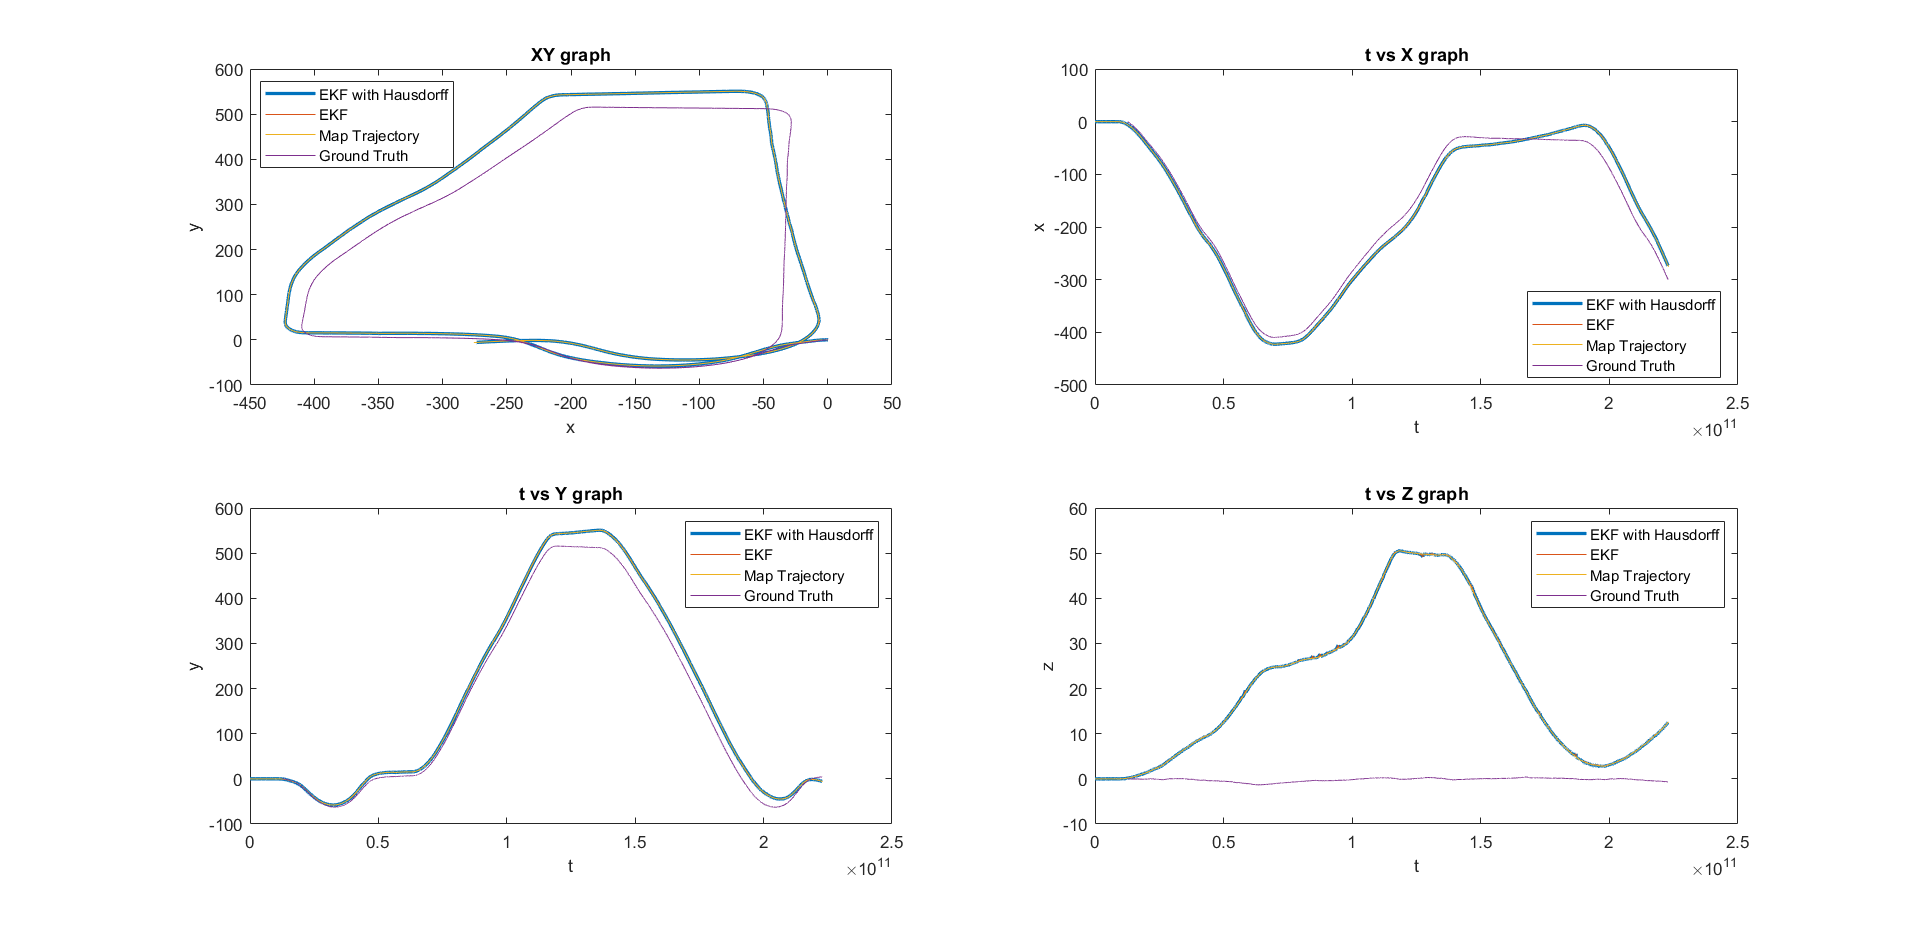 XY graph
600
500
400
300
200
100
0
-100
y
EKF with Hausdorff
EKF
Map Trajectory
Ground Truth
-450 -400 -350 -300 -250 -200 -150 -100 -50 0 50
x
t vs X graph
100
0
-100
-200
-300
-400
-500
x
EKF with Hausdorff
EKF
Map Trajectory
Ground Truth
0 0.5 1 1.5 2 2.5
t
×10^11
t vs Y graph
600
500
400
300
200
100
0
-100
y
EKF with Hausdorff
EKF
Map Trajectory
Ground Truth
0 0.5 1 1.5 2 2.5
t
×10^11
t vs Z graph
60
50
40
30
20
10
0
-10
z
EKF with Hausdorff
EKF
Map Trajectory
Ground Truth
0 0.5 1 1.5 2 2.5
t
×10^11